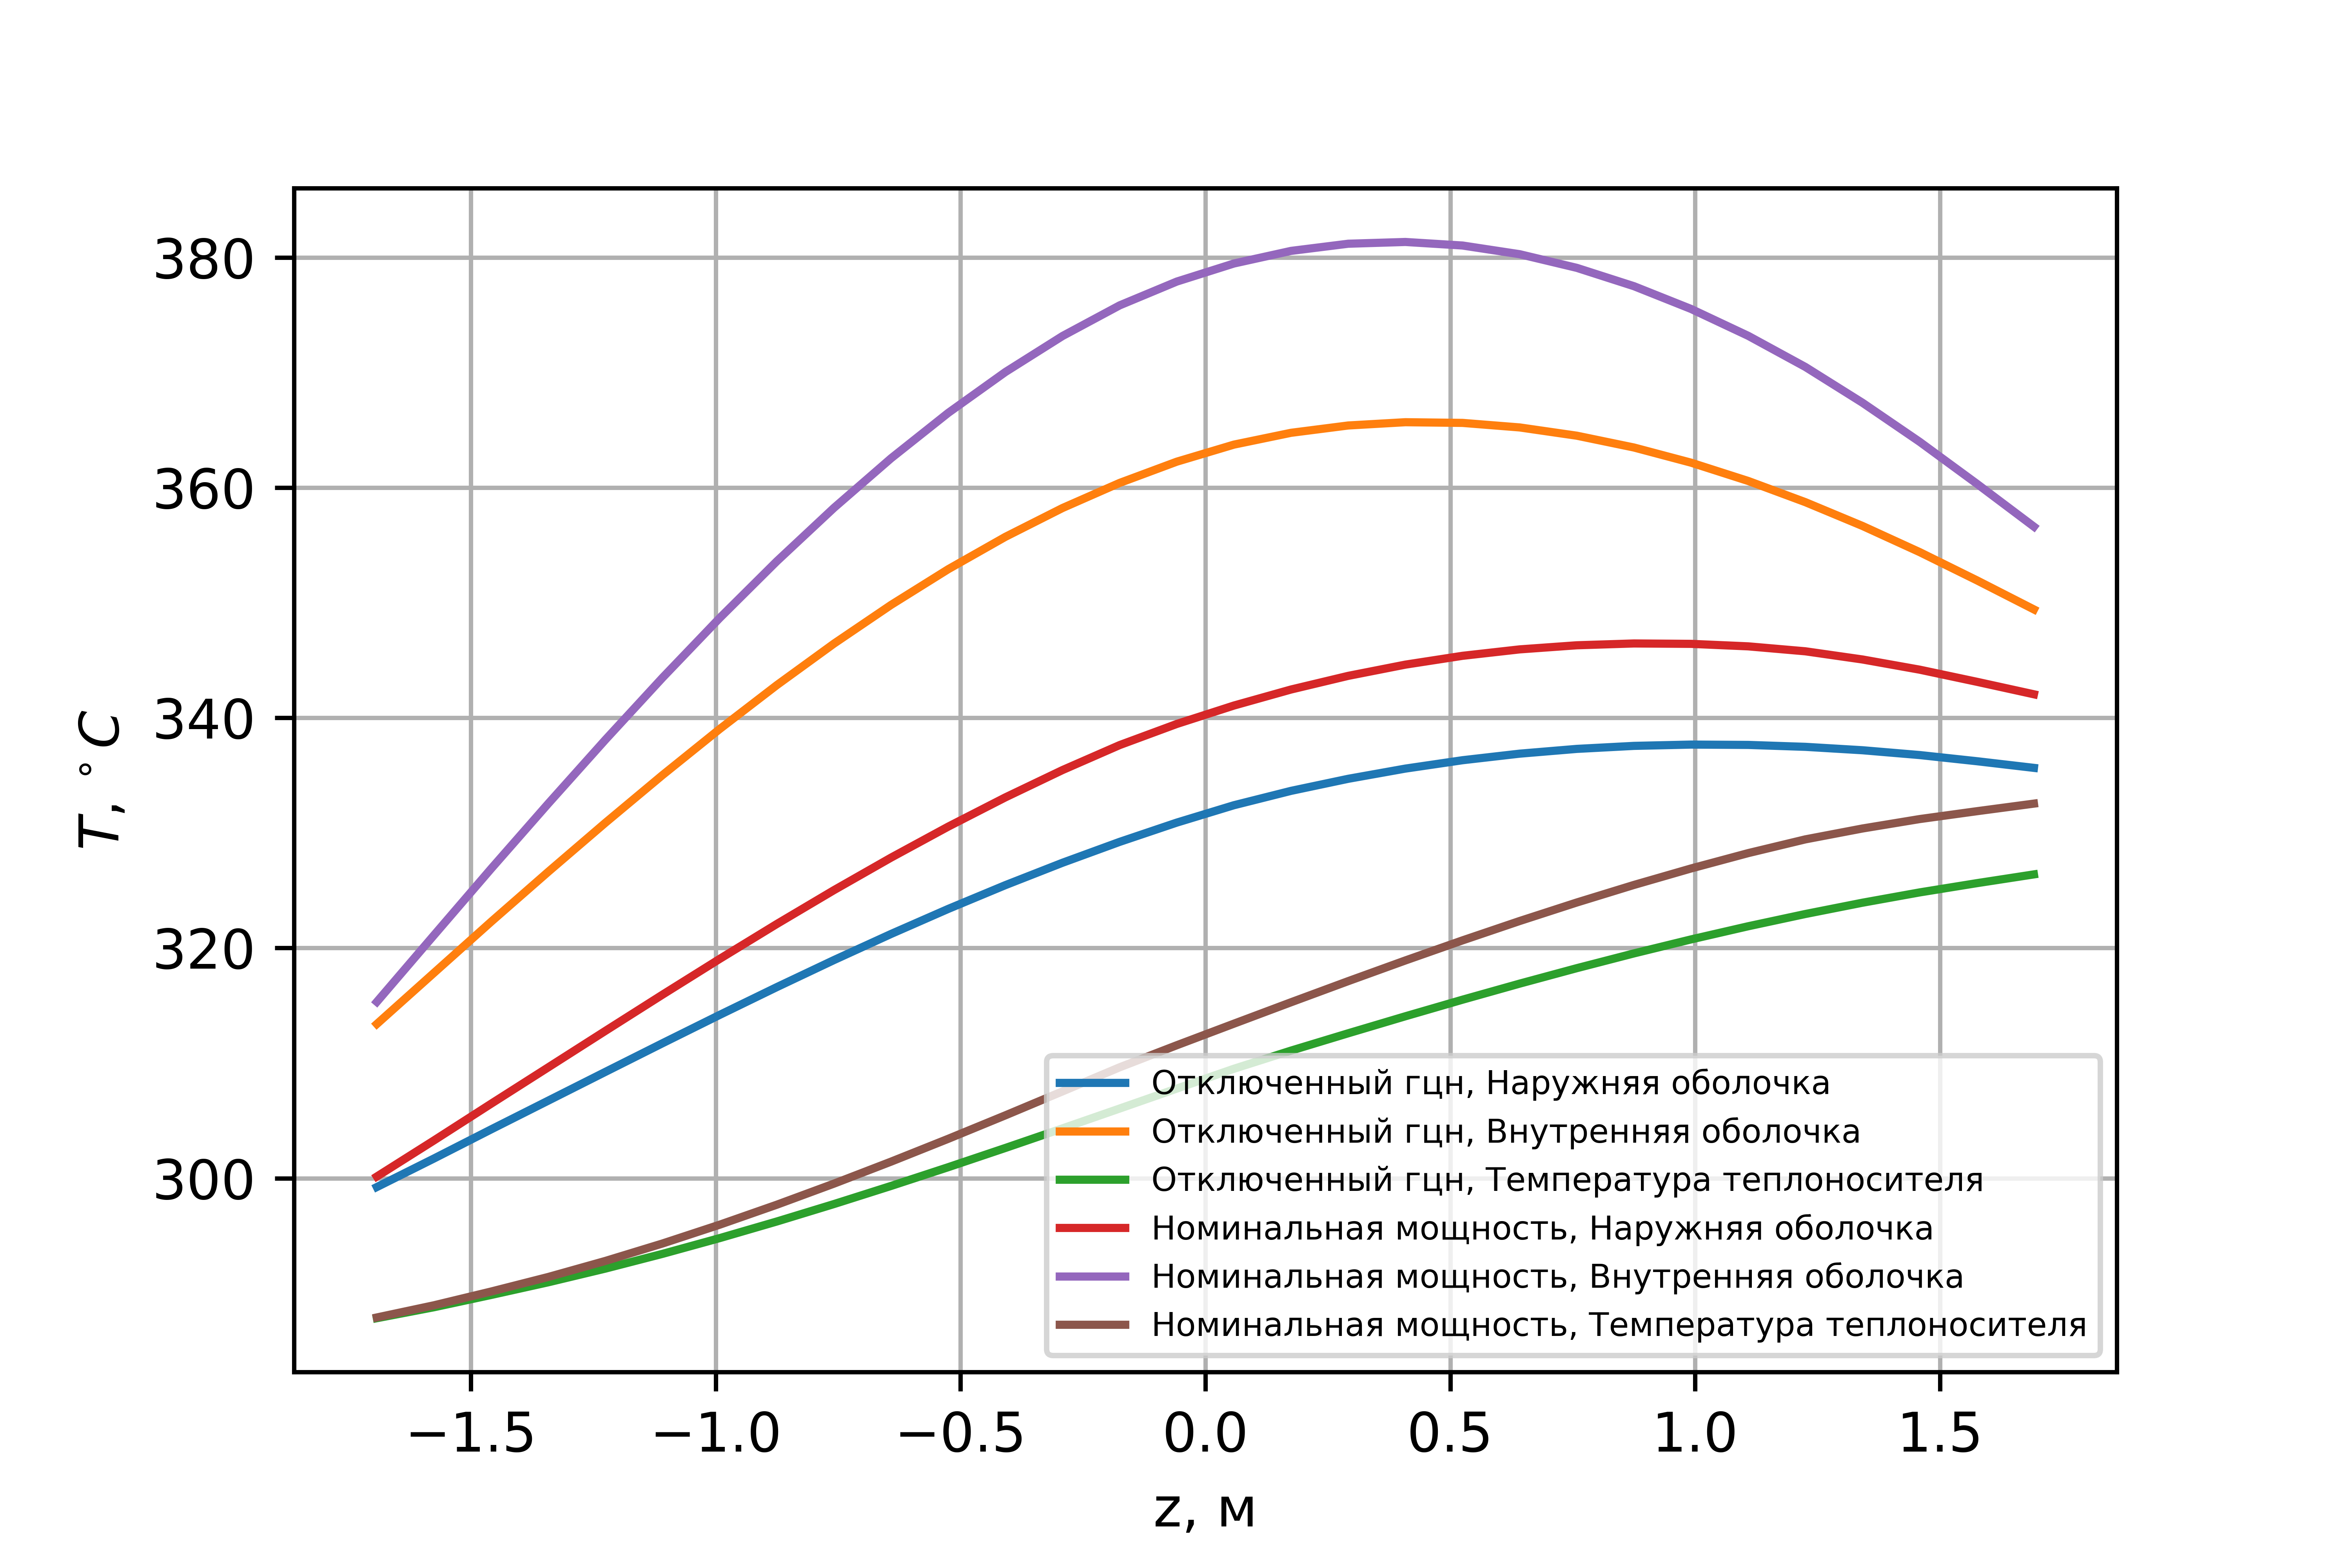 380
360
340
320
300
T, °C
−1.5 −1.0 −0.5 0.0 0.5 1.0 1.5
z, м
Отключенный гцн, Наружняя оболочка
Отключенный гцн, Внутренняя оболочка
Отключенный гцн, Температура теплоносителя
Номинальная мощность, Наружняя оболочка
Номинальная мощность, Внутренняя оболочка
Номинальная мощность, Температура теплоносителя